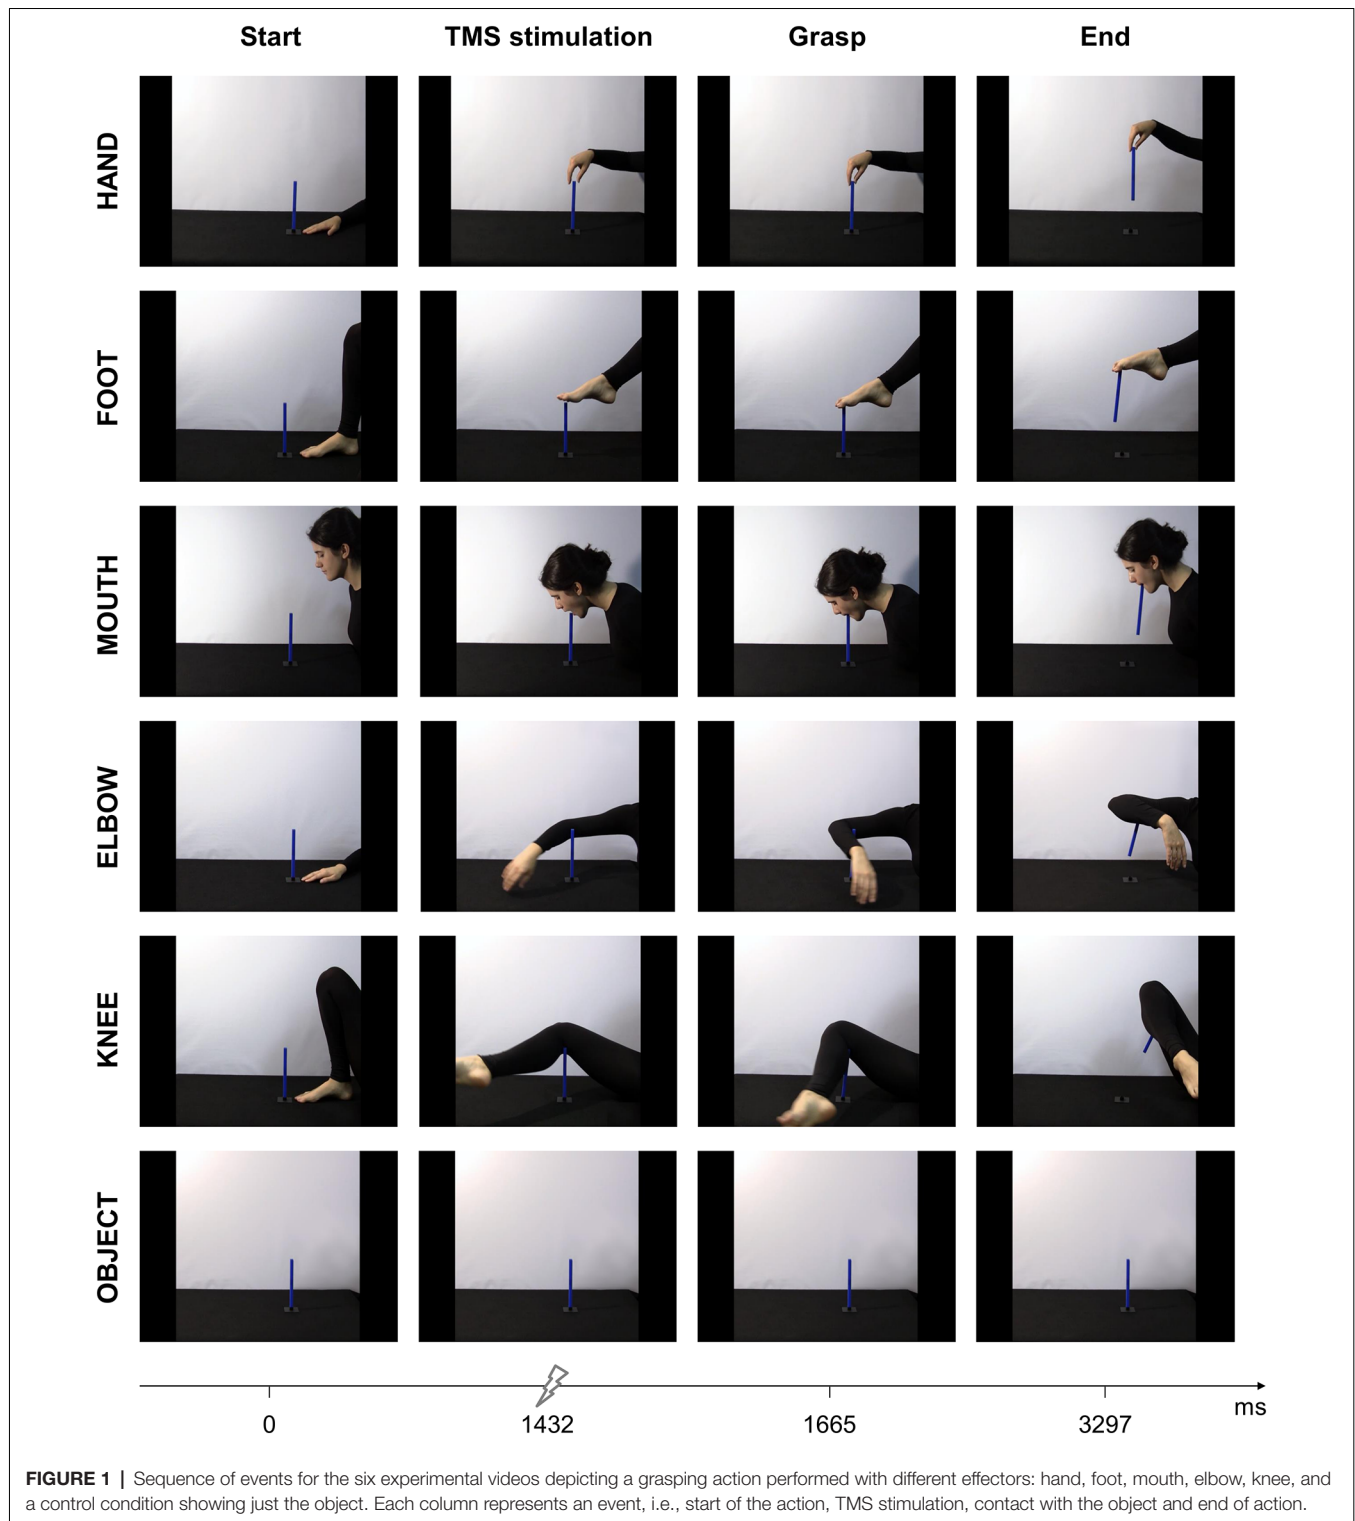 Start TMS stimulation Grasp End
HAND
FOOT
MOUTH
ELBOW
KNEE
OBJECT
0 1432 1665 3297 ms
FIGURE 1 | Sequence of events for the six experimental videos depicting a grasping action performed with different effectors: hand, foot, mouth, elbow, knee, and
a control condition showing just the object. Each column represents an event, i.e., start of the action, TMS stimulation, contact with the object and end of action.